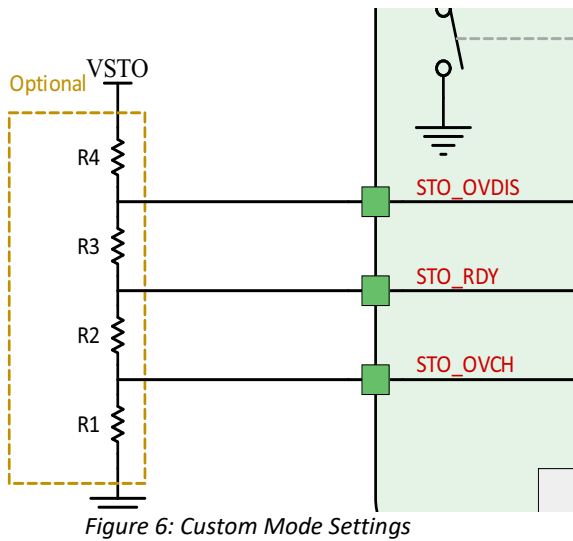 VSTO
Optional
R4
STO_OVDIS
R3
STO_RDY
R2
STO_OVCH
R1
Figure 6: Custom Mode Settings